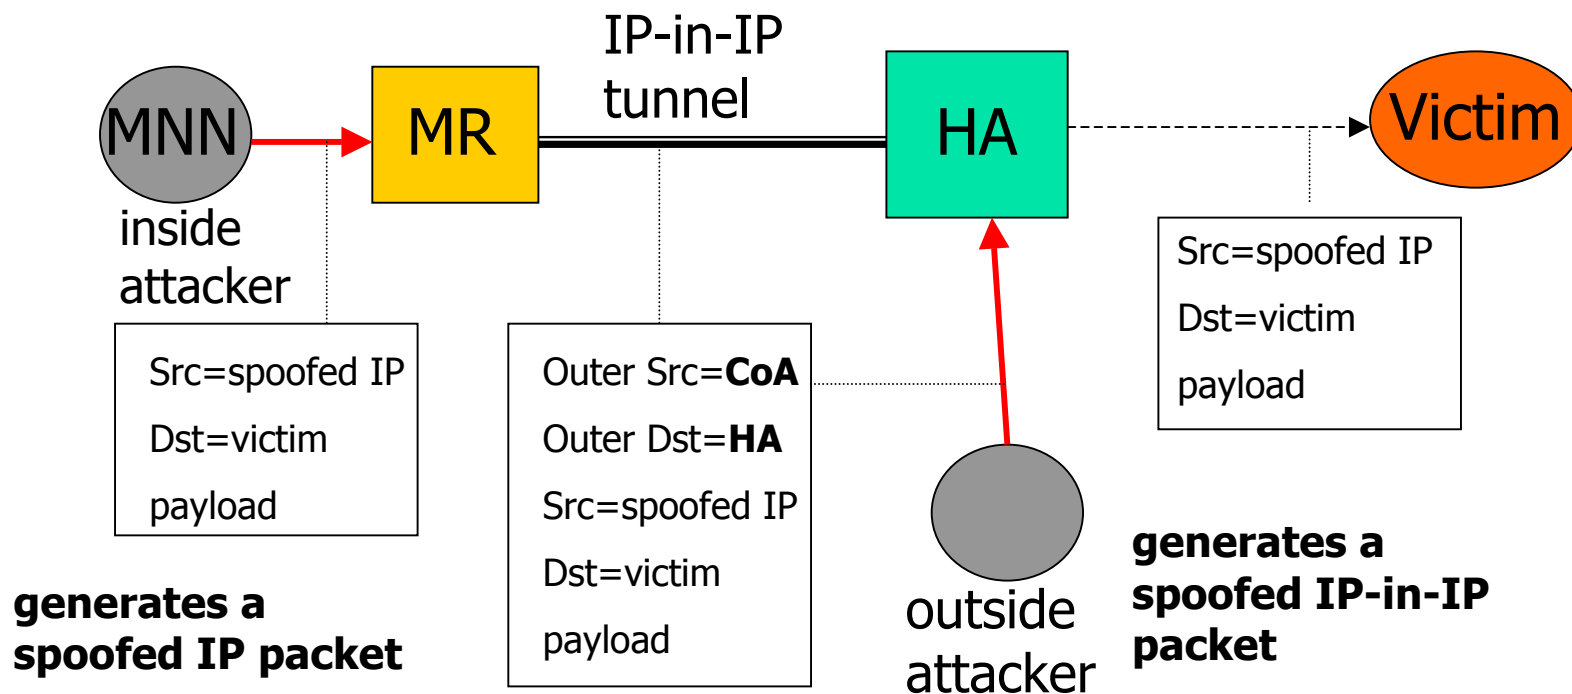 IP-in-IP
tunnel
MNN
MR
HA
Victim
inside
attacker
Src=spoofed IP
Dst=victim
payload
generates a
spoofed IP packet
Outer Src=CoA
Outer Dst=HA
Src=spoofed IP
Dst=victim
payload
outside
attacker
generates a
spoofed IP-in-IP
packet
Src=spoofed IP
Dst=victim
payload